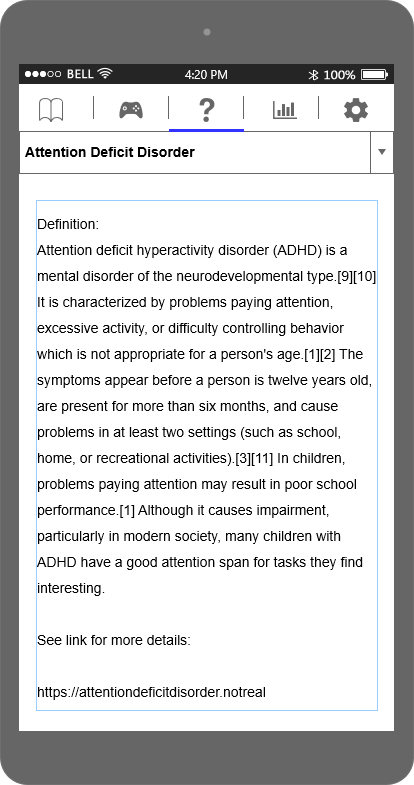 BELL 4:20 PM 100%
?
Attention Deficit Disorder
Definition:
Attention deficit hyperactivity disorder (ADHD) is a
mental disorder of the neurodevelopmental type.[9][10]
It is characterized by problems paying attention,
excessive activity, or difficulty controlling behavior
which is not appropriate for a person's age.[1][2] The
symptoms appear before a person is twelve years old,
are present for more than six months, and cause
problems in at least two settings (such as school,
home, or recreational activities).[3][11] In children,
problems paying attention may result in poor school
performance.[1] Although it causes impairment,
particularly in modern society, many children with
ADHD have a good attention span for tasks they find
interesting.
See link for more details:
https://attentiondeficitdisorder.notreal